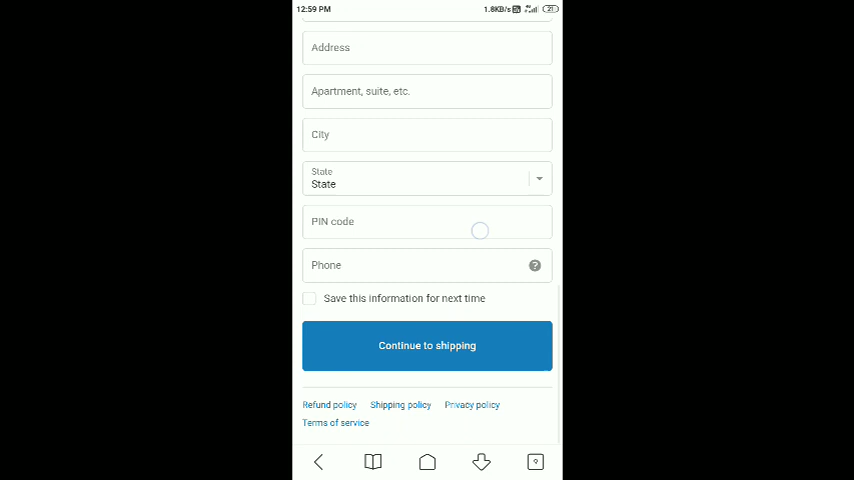 12:59 PM 1.8KB/s 21
Address
Apartment, suite, etc.
City
State
State
PIN code
Phone ?
Save this information for next time
Continue to shipping
Refund policy Shipping policy Privacy policy
Terms of service